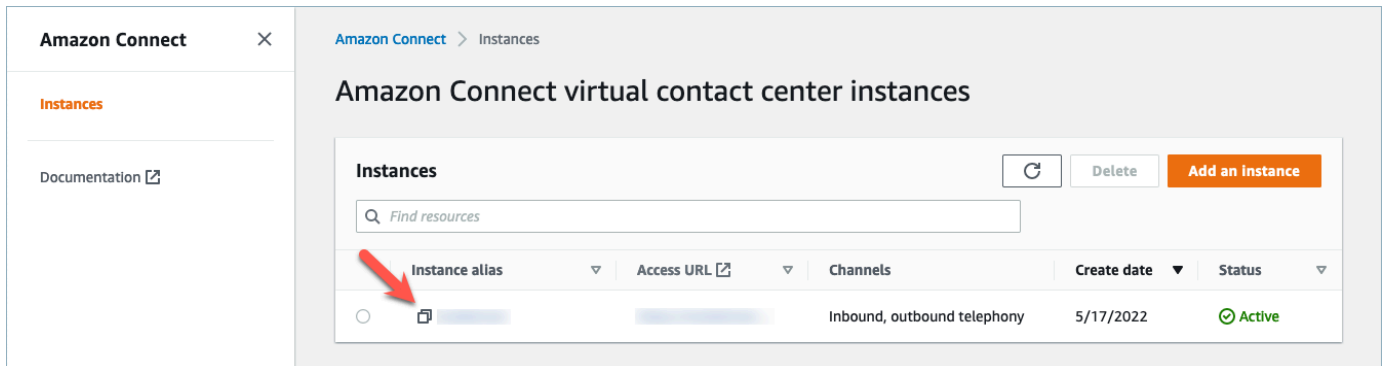 Amazon Connect
Instances
Documentation
Amazon Connect > Instances
Amazon Connect virtual contact center instances
Instances
Delete
Add an instance
Find resources
Instance alias Access URL Channels Create date Status
Inbound, outbound telephony 5/17/2022 Active